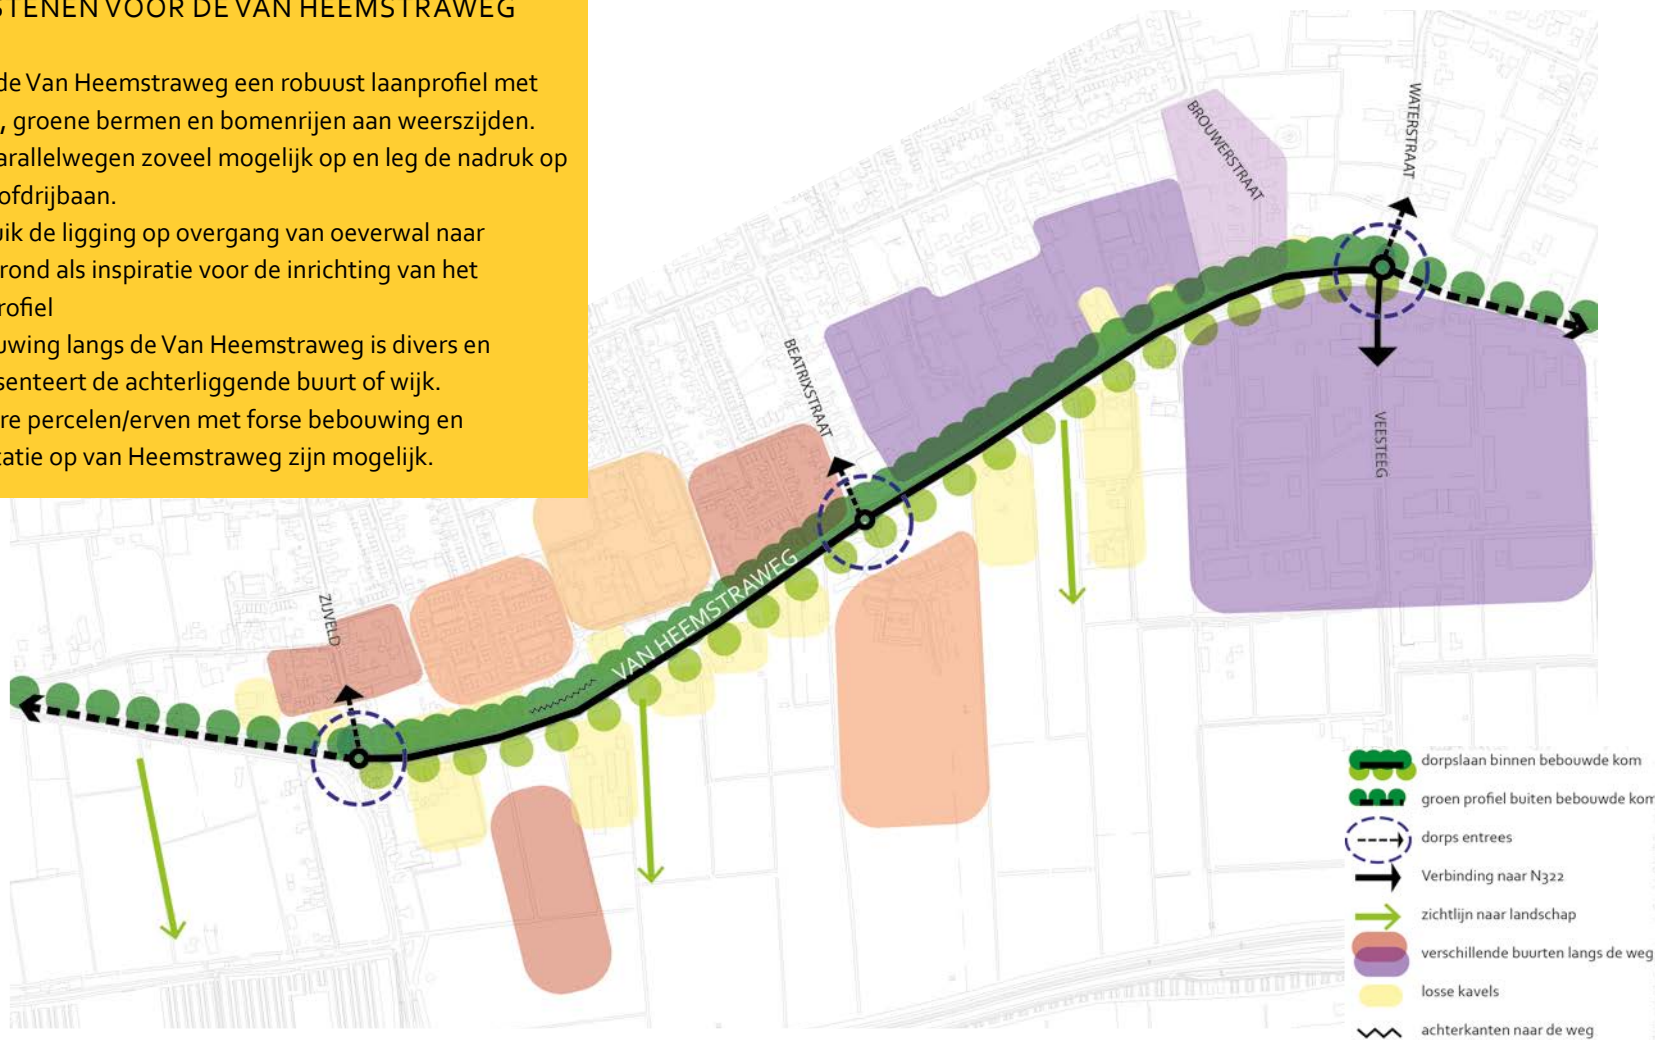 STENEN VOOR DE VAN HEEMSTRAWEG
de Van Heemstraweg een robuust laanprofiel met
, groene bermen en bomenrijen aan weerszijden.
arallelwegen zoveel mogelijk op en leg de nadruk op
ofdrijbaan.
uik de ligging op overgang van oeverwal naar
rond als inspiratie voor de inrichting van het
rofiel
uwing langs de Van Heemstraweg is divers en
senteert de achterliggende buurt of wijk.
re percelen/erven met forse bebouwing en
tatie op van Heemstraweg zijn mogelijk.
WATERSTRAAT
BROUWERSTRAAT
BEATRIXSTRAAT
VEESTEEG
VAN HEEMSTRAWEG
ZIJVELD
dorpslaan binnen bebouwde kom
groen profiel buiten bebouwde kom
dorps entrees
Verbinding naar N322
zichtlijn naar landschap
verschillende buurten langs de weg
losse kavels
achterkanten naar de weg